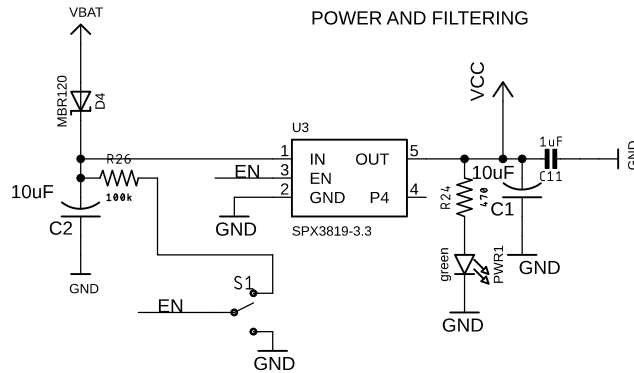 VBAT
POWER AND FILTERING
MBR120
D4
VCC
U3
R26
1
IN
OUT
5
1uF
GND
EN
3
EN
10uF
C11
10uF
100k
2
GND
P4
4
R24
470
C1
C2
GND
SPX3819-3.3
green
PWR1
GND
GND
S1
EN
GND
GND